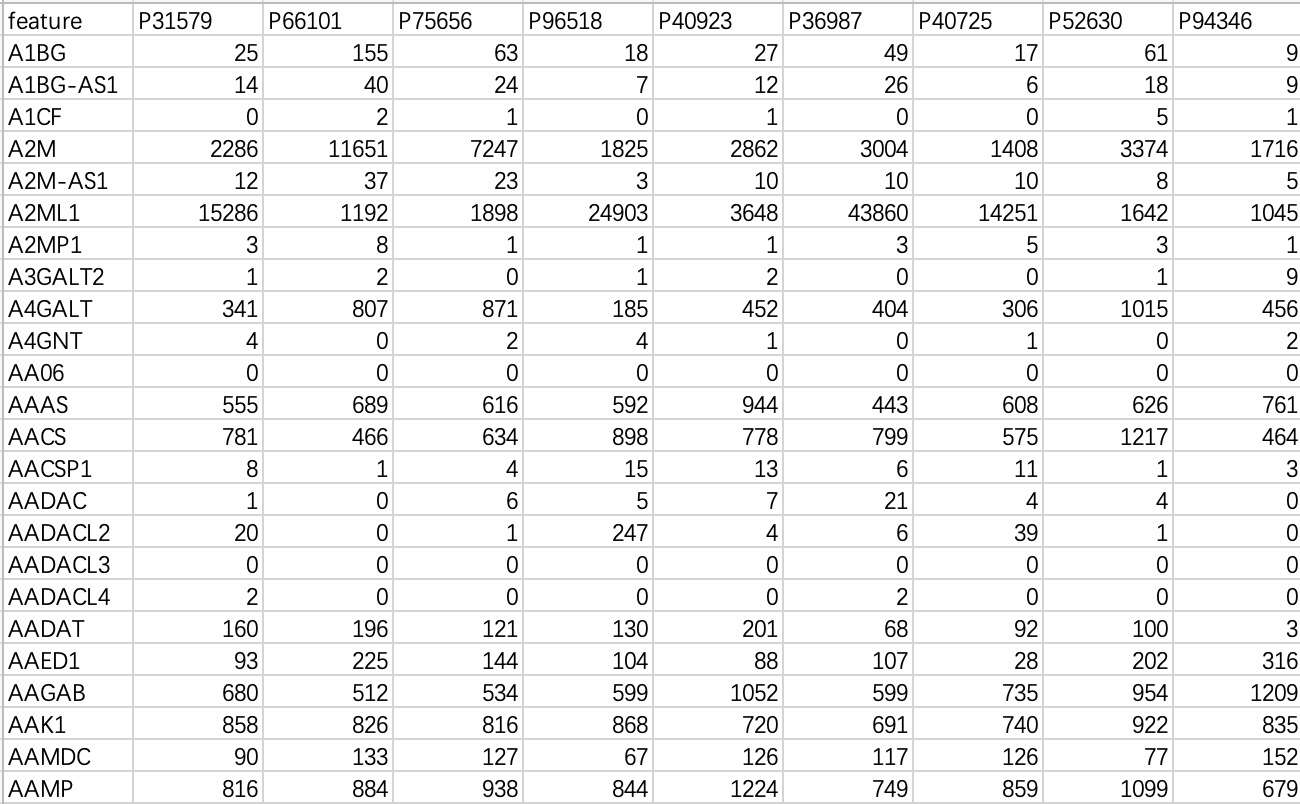 feature P31579 P66101 P75656 P96518 P40923 P36987 P40725 P52630 P94346
A1BG 25 155 63 18 27 49 17 61 9
A1BG-AS1 14 40 24 7 12 26 6 18 9
A1CF 0 2 1 0 1 0 0 5 1
A2M 2286 11651 7247 1825 2862 3004 1408 3374 1716
A2M-AS1 12 37 23 3 10 10 10 8 5
A2ML1 15286 1192 1898 24903 3648 43860 14251 1642 1045
A2MP1 3 8 1 1 1 3 5 3 1
A3GALT2 1 2 0 1 2 0 0 1 9
A4GALT 341 807 871 185 452 404 306 1015 456
A4GNT 4 0 2 4 1 0 1 0 2
AA06 0 0 0 0 0 0 0 0 0
AAAS 555 689 616 592 944 443 608 626 761
AACS 781 466 634 898 778 799 575 1217 464
AACSP1 8 1 4 15 13 6 11 1 3
AADAC 1 0 6 5 7 21 4 4 0
AADACL2 20 0 1 247 4 6 39 1 0
AADACL3 0 0 0 0 0 0 0 0 0
AADACL4 2 0 0 0 0 2 0 0 0
AADAT 160 196 121 130 201 68 92 100 3
AAED1 93 225 144 104 88 107 28 202 316
AAGAB 680 512 534 599 1052 599 735 954 1209
AAK1 858 826 816 868 720 691 740 922 835
AAMDC 90 133 127 67 126 117 126 77 152
AAMP 816 884 938 844 1224 749 859 1099 679